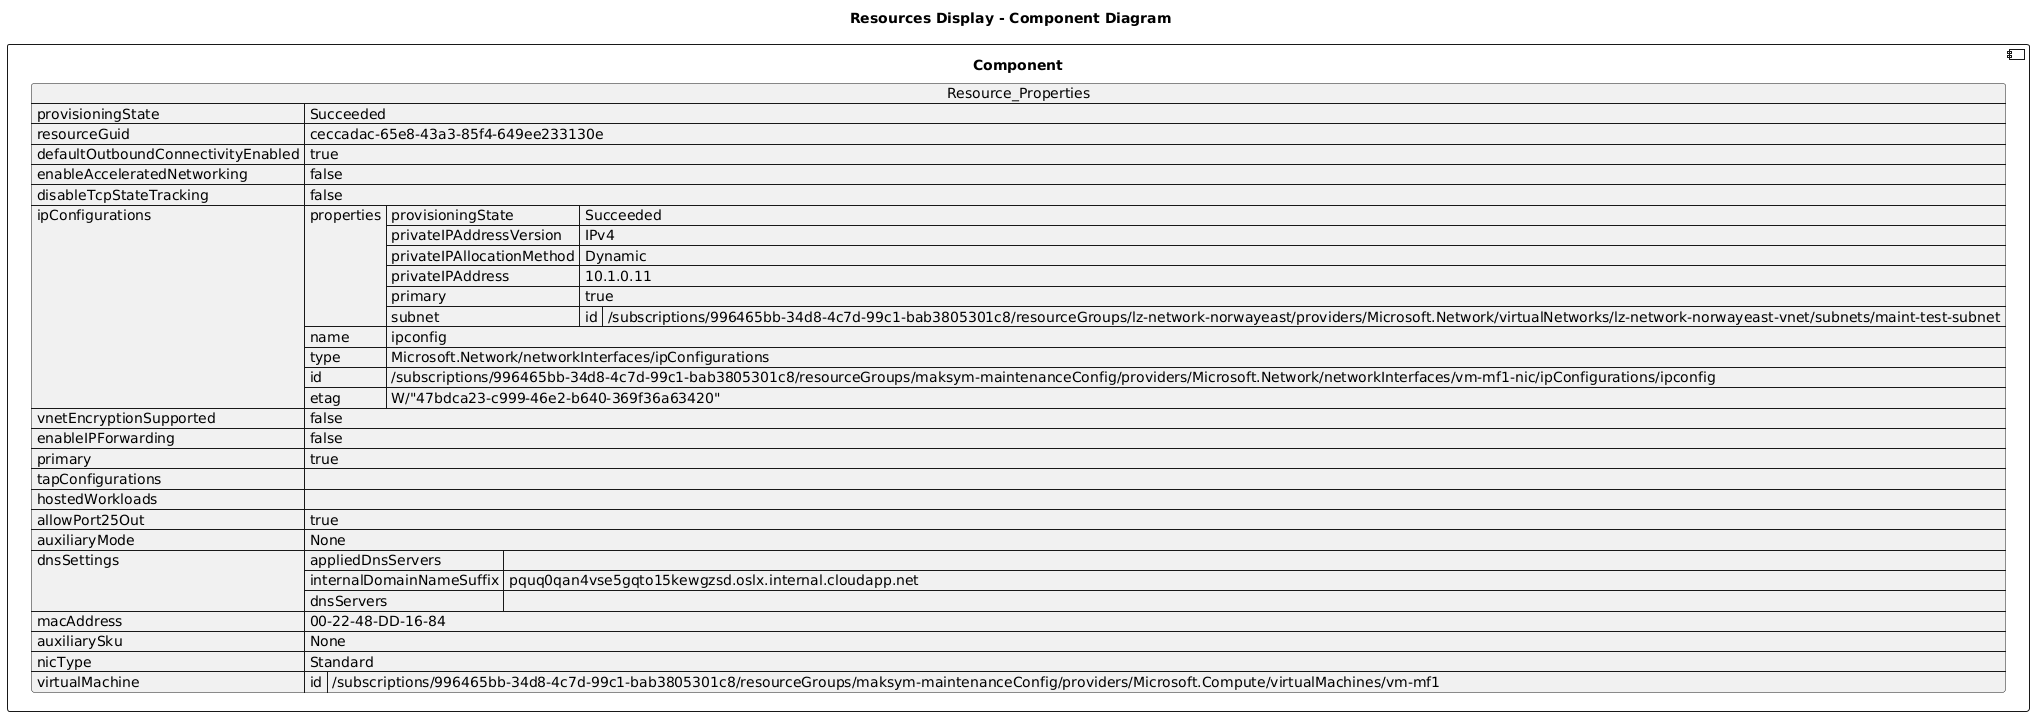 Resources Display - Component Diagram
Component
Resource_Properties
provisioningState Succeeded
resourceGuid ceccadac-65e8-43a3-85f4-649ee233130e
defaultOutboundConnectivityEnabled true
enableAcceleratedNetworking false
disableTcpStateTracking false
ipConfigurations properties provisioningState Succeeded
privateIPAddressVersion IPv4
privateIPAllocationMethod Dynamic
privateIPAddress 10.1.0.11
primary true
subnet id /subscriptions/996465bb-34d8-4c7d-99c1-bab3805301c8/resourceGroups/lz-network-norwayeast/providers/Microsoft.Network/virtualNetworks/lz-network-norwayeast-vnet/subnets/maint-test-subnet
name ipconfig
type Microsoft.Network/networkInterfaces/ipConfigurations
id /subscriptions/996465bb-34d8-4c7d-99c1-bab3805301c8/resourceGroups/maksym-maintenanceConfig/providers/Microsoft.Network/networkInterfaces/vm-mf1-nic/ipConfigurations/ipconfig
etag W/"47bdca23-c999-46e2-b640-369f36a63420"
vnetEncryptionSupported false
enableIPForwarding false
primary true
tapConfigurations
hostedWorkloads
allowPort25Out true
auxiliaryMode None
dnsSettings appliedDnsServers
internalDomainNameSuffix pquq0qan4vse5gqto15kewgzsd.oslx.internal.cloudapp.net
dnsServers
macAddress 00-22-48-DD-16-84
auxiliarySku None
nicType Standard
virtualMachine id /subscriptions/996465bb-34d8-4c7d-99c1-bab3805301c8/resourceGroups/maksym-maintenanceConfig/providers/Microsoft.Compute/virtualMachines/vm-mf1